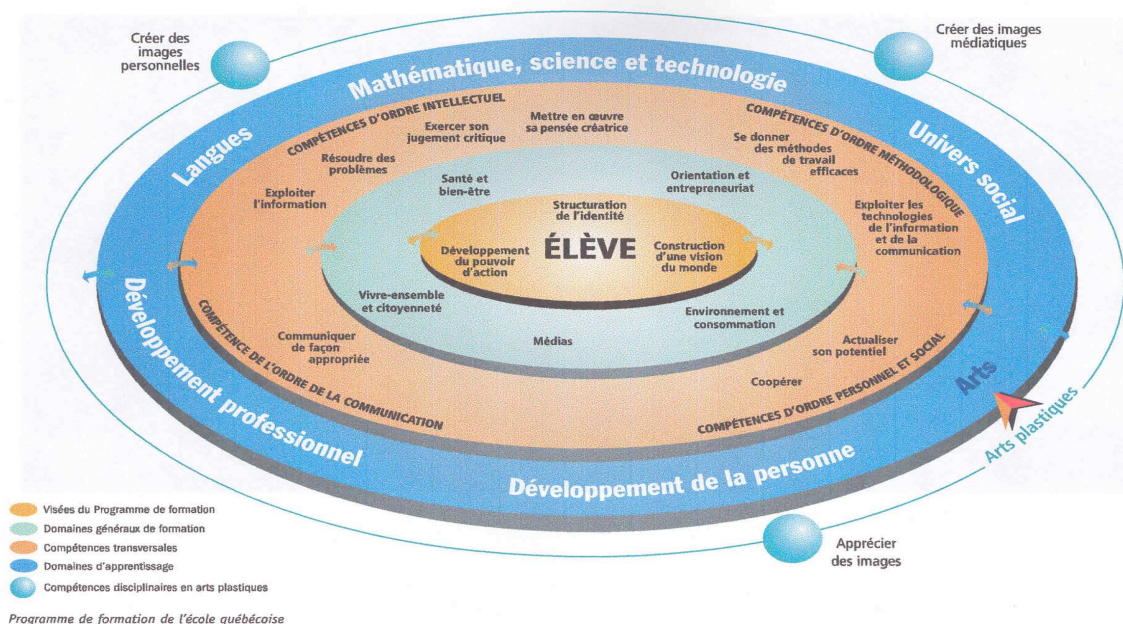 Créer des
images
personnelles
Créer des images
médiatiques
Mathématique, science et technologie
Langues
Univers social
COMPÉTENCES D'ORDRE INTELLECTUEL
COMPÉTENCES D'ORDRE MÉTHODOLOGIQUE
Mettre en œuvre
sa pensée créatrice
Exercer son
jugement critique
Se donner
des méthodes
de travail
efficaces
Résoudre des
problèmes
Exploiter
l'information
Santé et
bien-être
Orientation et
entrepreneuriat
Exploiter les
technologies
de l'information
et de la
communication
Structuration
de l'identité
ÉLÈVE
Développement
du pouvoir
d'action
Construction
d'une vision
du monde
Vivre-ensemble
et citoyenneté
Environnement et
consommation
Médias
Communiquer
de façon
appropriée
Actualiser
son potentiel
Coopérer
COMPÉTENCE DE L'ORDRE DE LA COMMUNICATION
COMPÉTENCES D'ORDRE PERSONNEL ET SOCIAL
Développement professionnel
Développement de la personne
Arts
Arts plastiques
Apprécier
des images
Visées du Programme de formation
Domaines généraux de formation
Compétences transversales
Domaines d'apprentissage
Compétences disciplinaires en arts plastiques
Programme de formation de l'école québécoise